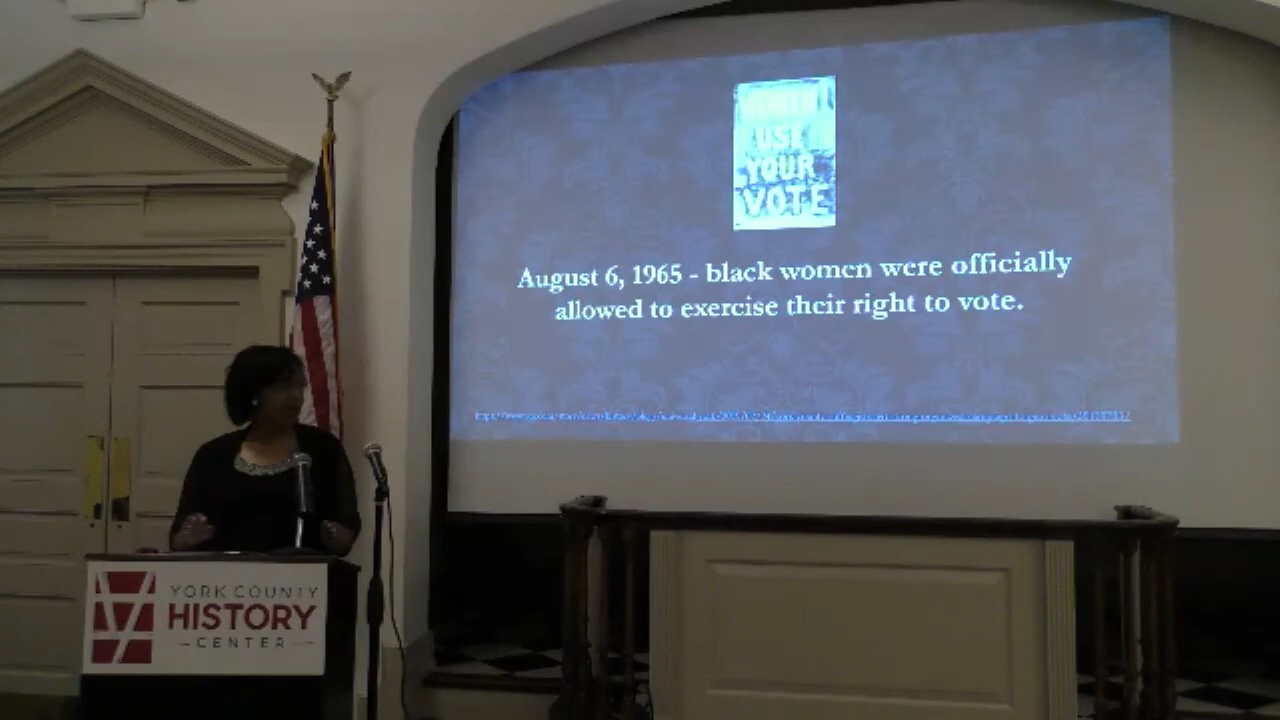 USE
YOUR
VOTE
August 6, 1965 - black women were officially
allowed to exercise their right to vote.
YORK COUNTY
HISTORY
CENTER